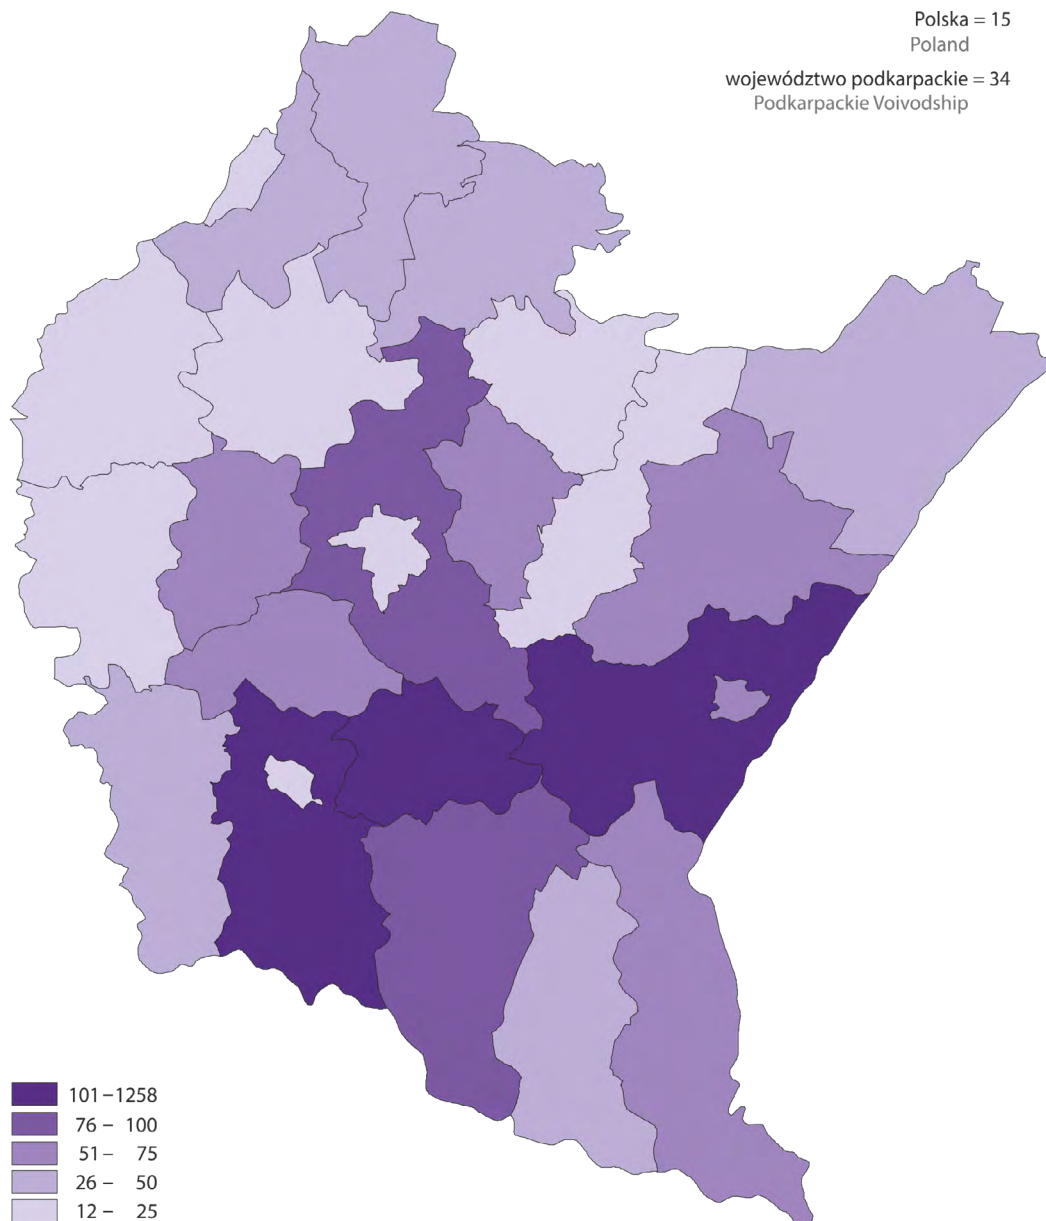 Polska = 15
Poland
województwo podkarpackie = 34
Podkarpackie Voivodship
101 – 1258
76 – 100
51 – 75
26 – 50
12 – 25